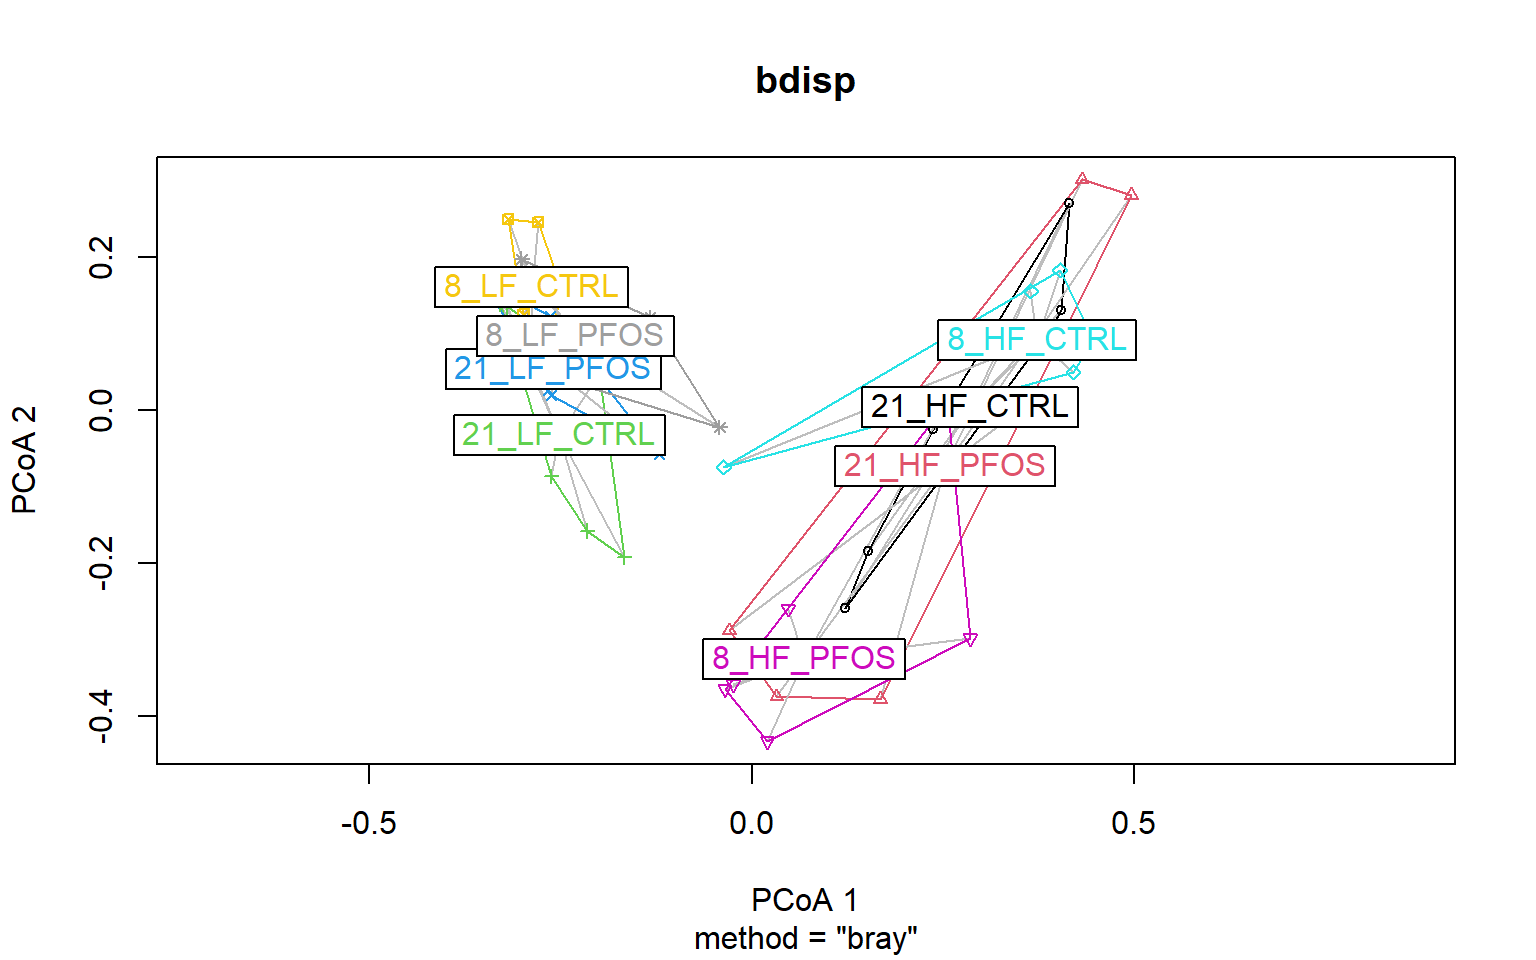 bdisp
PCoA 2
0.2
0.0
-0.2
-0.4
8_LF_CTRL
8_LF_PFOS
21_LF_PFOS
21_LF_CTRL
8_HF_CTRL
21_HF_CTRL
21_HF_PFOS
8_HF_PFOS
-0.5 0.0 0.5
PCoA 1
method = "bray"